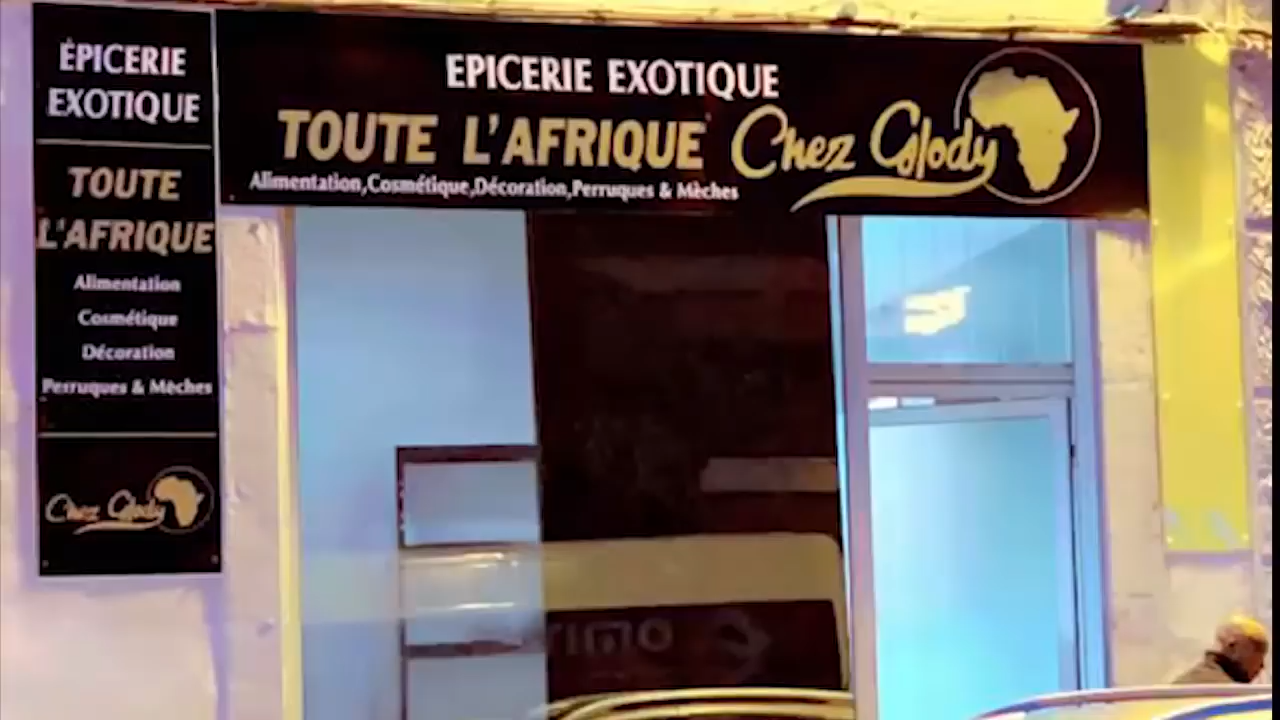 ÉPICERIE
EXOTIQUE
TOUTE
L'AFRIQUE
Alimentation
Cosmétique
Décoration
Perruques & Mèches
Chez Glody
EPICERIE EXOTIQUE
TOUTE L'AFRIQUE Chez Glody
Alimentation,Cosmétique,Décoration,Perruques & Mèches